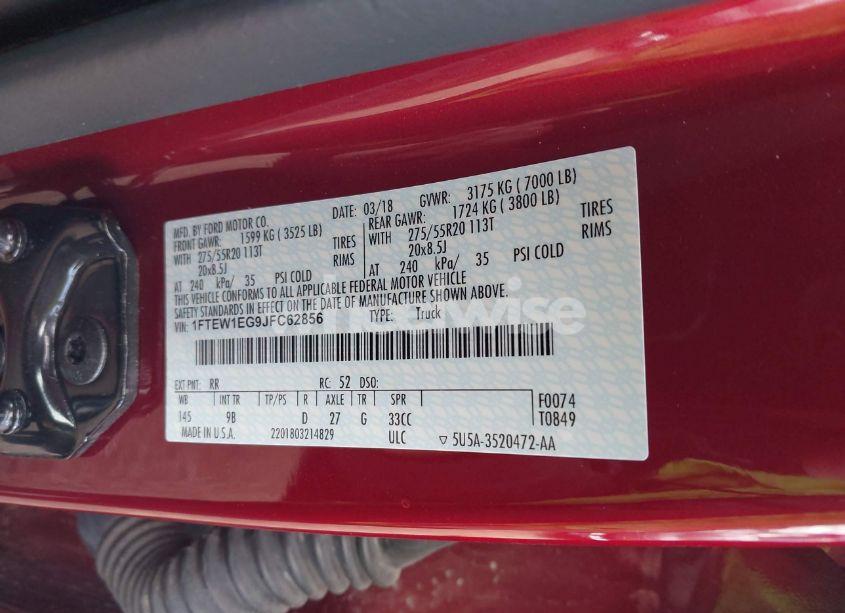 MFD. BY FORD MOTOR CO.
DATE: 03/18 GVWR: 3175 KG ( 7000 LB)
FRONT GAWR: 1599 KG ( 3525 LB) REAR GAWR: 1724 KG ( 3800 LB)
WITH 275/55R20 113T TIRES WITH 275/55R20 113T TIRES
20x8.5J RIMS 20x8.5J RIMS
AT 240 kPa/ 35 PSI COLD AT 240 kPa/ 35 PSI COLD
THIS VEHICLE CONFORMS TO ALL APPLICABLE FEDERAL MOTOR VEHICLE
SAFETY STANDARDS IN EFFECT ON THE DATE OF MANUFACTURE SHOWN ABOVE.
VIN: 1FTEW1EG9JFC62856 TYPE: Truck
EXT PNT: RR RC: 52 DSO:
WB INT TR TP/PS R AXLE TR SPR F0074
145 9B D 27 G 33CC T0849
MADE IN U.S.A. 2201803214829 ULC ▽ 5U5A-3520472-AA